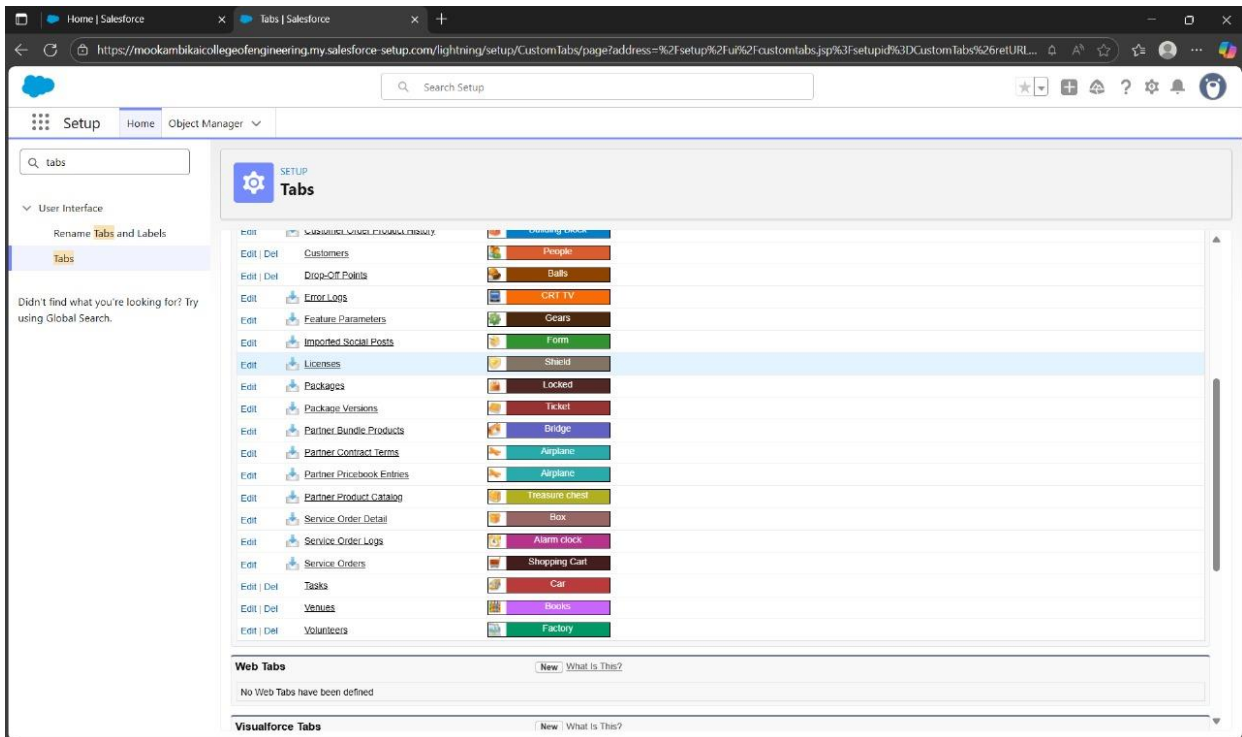 Home | Salesforce
Tabs | Salesforce
https://mookambikaicollegeofengineering.my.salesforce-setup.com/lightning/setup/CustomTabs/page?address=%2Fsetup%2Fui%2Fcustomtabs.jsp%3Fsetupid%3DCustomTabs%26retURL...
Search Setup
Setup Home Object Manager
tabs
SETUP
Tabs
User Interface
Rename Tabs and Labels
Tabs
Didn't find what you're looking for? Try
using Global Search.
Edit Customer Order Product History Building Block
Edit | Del Customers People
Edit | Del Drop-Off Points Balls
Edit Error Logs CRT TV
Edit Feature Parameters Gears
Edit Imported Social Posts Form
Edit Licenses Shield
Edit Packages Locked
Edit Package Versions Ticket
Edit Partner Bundle Products Bridge
Edit Partner Contract Terms Airplane
Edit Partner Pricebook Entries Airplane
Edit Partner Product Catalog Treasure chest
Edit Service Order Detail Box
Edit Service Order Logs Alarm clock
Edit Service Orders Shopping Cart
Edit | Del Tasks Car
Edit | Del Venues Books
Edit | Del Volunteers Factory
Web Tabs New What Is This?
No Web Tabs have been defined
Visualforce Tabs New What Is This?